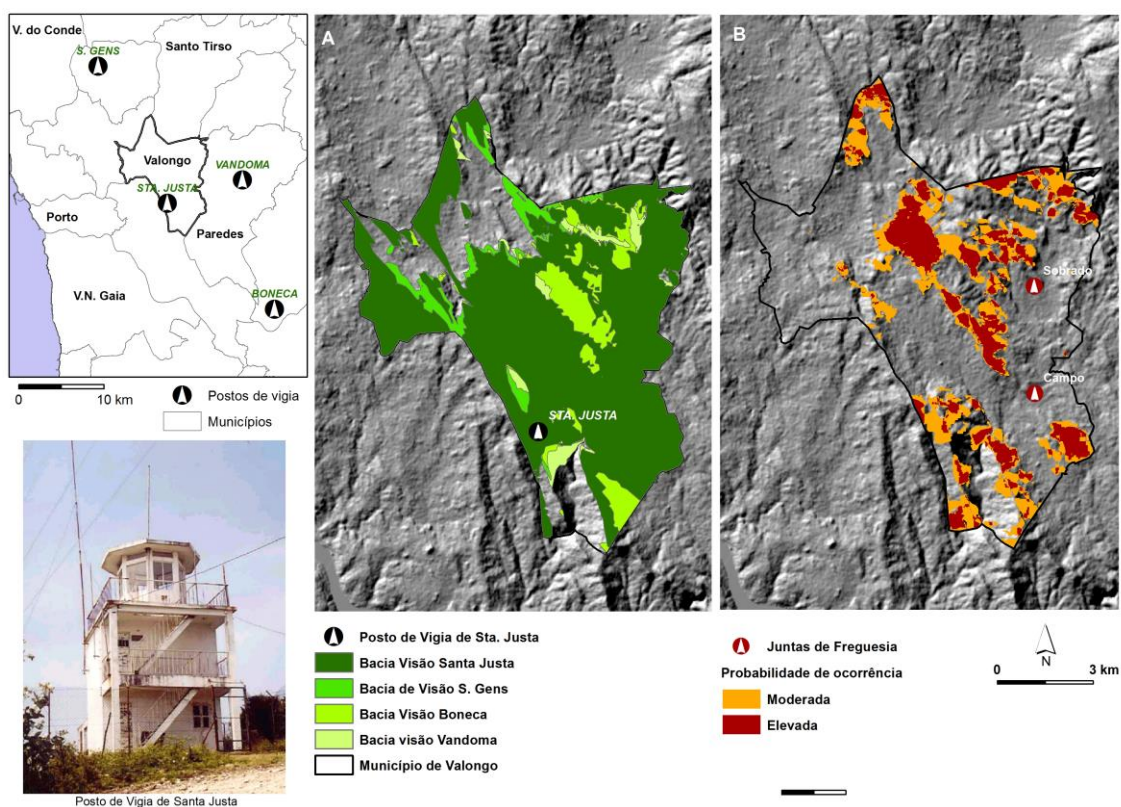 V. do Conde
S. GENS
Santo Tirso
Valongo
VANDOMA
STA. JUSTA
Porto
Paredes
V.N. Gaia
BONECA
0 10 km
Postos de vigia
Municípios
Posto de Vigia de Santa Justa
A
STA. JUSTA
Posto de Vigia de Sta. Justa
Bacia Visão Santa Justa
Bacia de Visão S. Gens
Bacia Visão Boneca
Bacia visão Vandoma
Município de Valongo
B
Sobrado
Campo
Juntas de Freguesia
Probabilidade de ocorrência
Moderada
Elevada
N
0 3 km